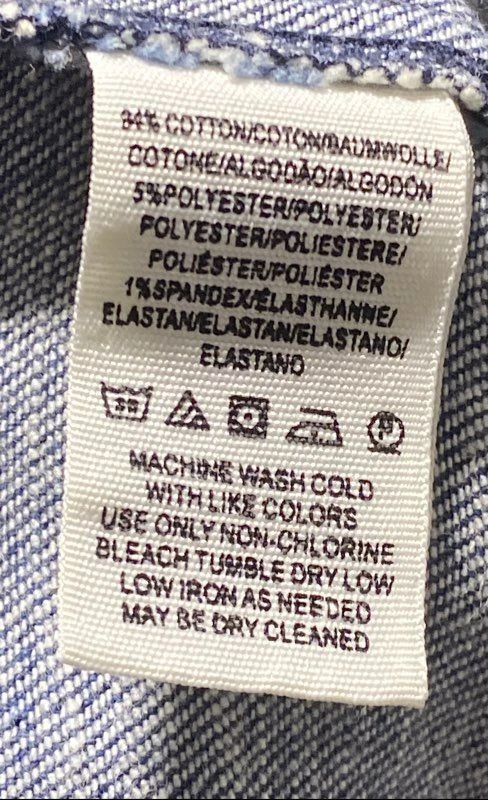 94% COTTON/COTON/BAUMWOLLE/
COTONE/ALGODÃO/ALGODÓN
5%POLYESTER/POLYESTER/
POLYESTER/POLIESTERE/
POLIÉSTER/POLIÉSTER
1%SPANDEX/ÉLASTHANNE/
ELASTAN/ELASTAN/ELASTANO/
ELASTANO
30 P
MACHINE WASH COLD
WITH LIKE COLORS
USE ONLY NON-CHLORINE
BLEACH TUMBLE DRY LOW
LOW IRON AS NEEDED
MAY BE DRY CLEANED